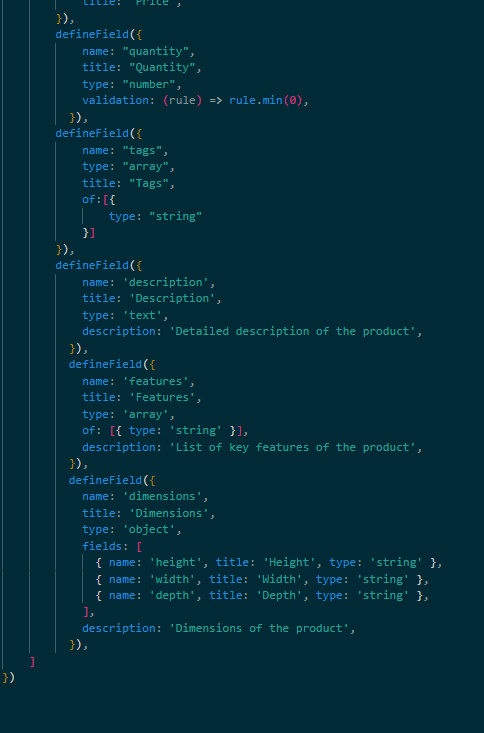 title: "Price",
}),
defineField({
name: "quantity",
title: "Quantity",
type: "number",
validation: (rule) => rule.min(0),
}),
defineField({
name: "tags",
type: "array",
title: "Tags",
of:[{
type: "string"
}]
}),
defineField({
name: 'description',
title: 'Description',
type: 'text',
description: 'Detailed description of the product',
}),
defineField({
name: 'features',
title: 'Features',
type: 'array',
of: [{ type: 'string' }],
description: 'List of key features of the product',
}),
defineField({
name: 'dimensions',
title: 'Dimensions',
type: 'object',
fields: [
{ name: 'height', title: 'Height', type: 'string' },
{ name: 'width', title: 'Width', type: 'string' },
{ name: 'depth', title: 'Depth', type: 'string' },
],
description: 'Dimensions of the product',
}),
]
})